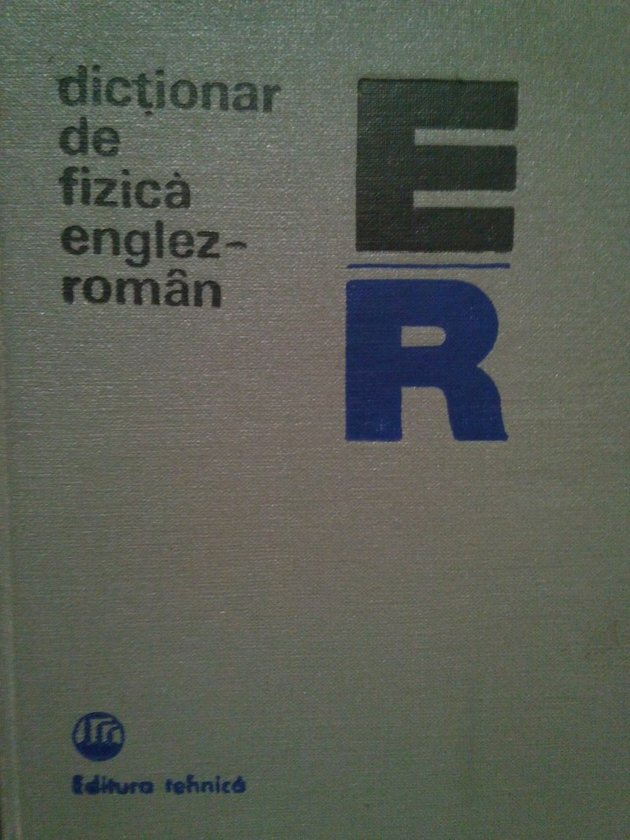 dicționar
de
fizică
englez-
român
E
R
Editura tehnică